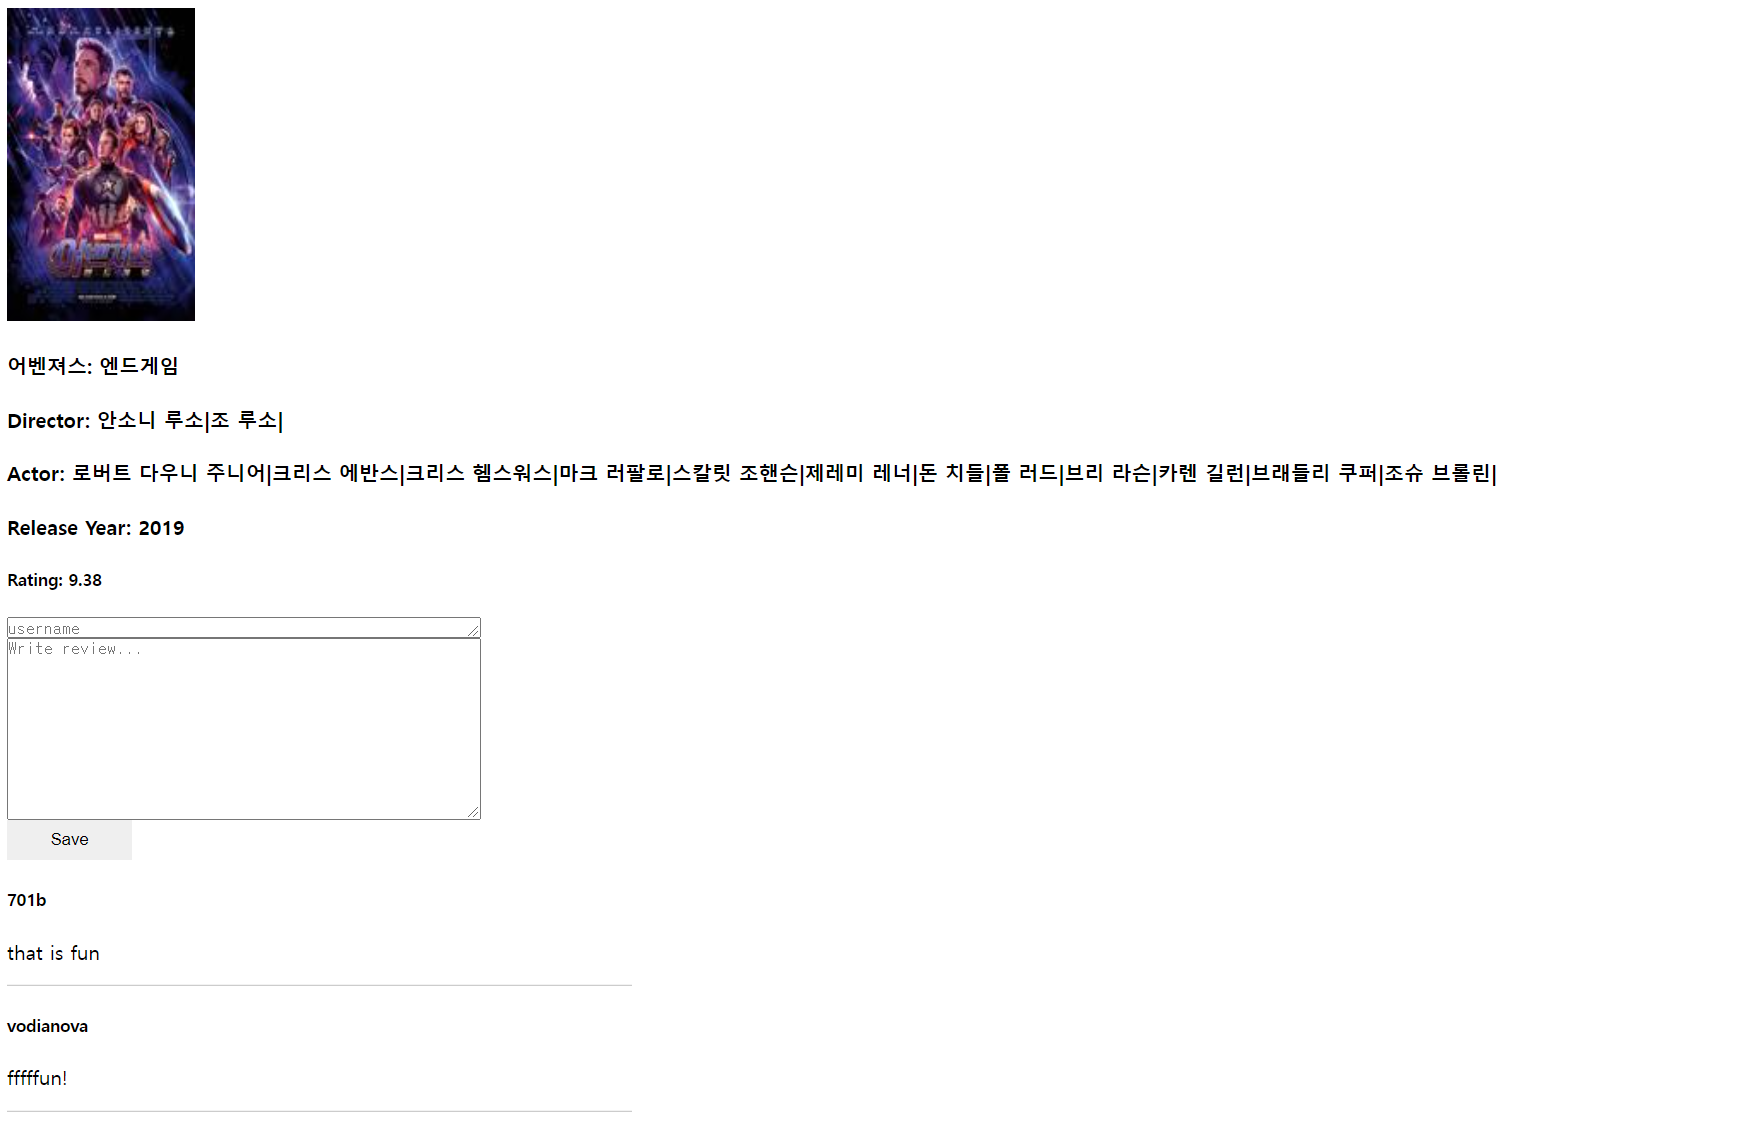 어벤져스
어벤져스: 엔드게임
Director: 안소니 루소|조 루소|
Actor: 로버트 다우니 주니어|크리스 에반스|크리스 헴스워스|마크 러팔로|스칼릿 조핸슨|제레미 레너|돈 치들|폴 러드|브리 라슨|카렌 길런|브래들리 쿠퍼|조슈 브롤린|
Release Year: 2019
Rating: 9.38
username
Write review...
Save
701b
that is fun
vodianova
fffffun!